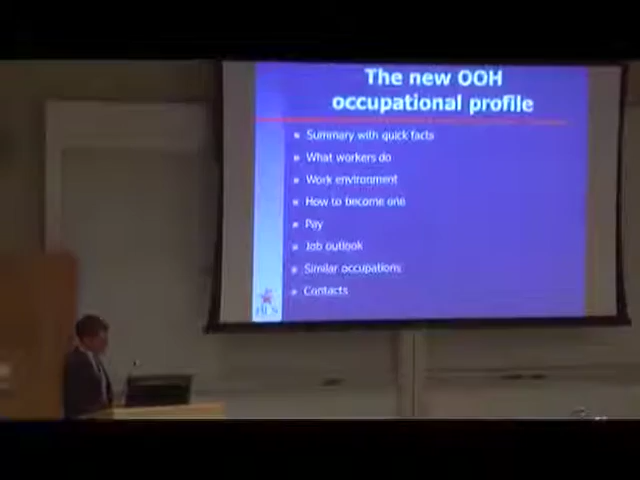 The new OOH
occupational profile
Summary with quick facts
What workers do
Work environment
How to become one
Pay
Job outlook
Similar occupations
Contacts
BLS